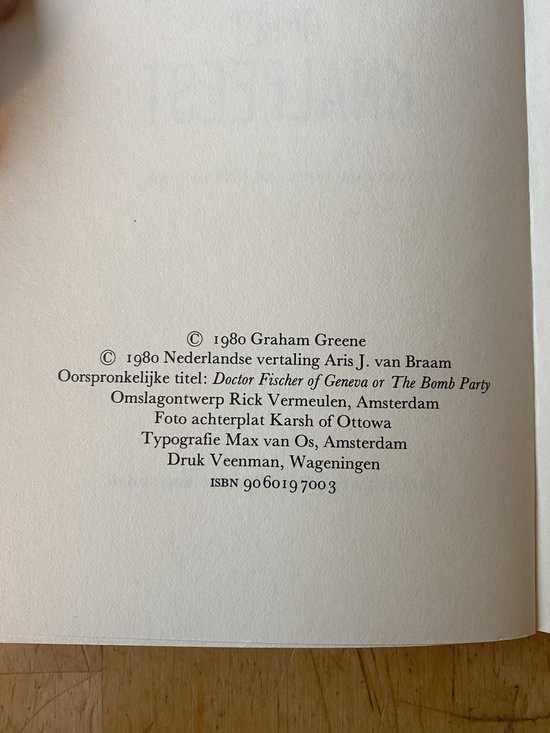 © 1980 Graham Greene
© 1980 Nederlandse vertaling Aris J. van Braam
Oorspronkelijke titel: Doctor Fischer of Geneva or The Bomb Party
Omslagontwerp Rick Vermeulen, Amsterdam
Foto achterplat Karsh of Ottowa
Typografie Max van Os, Amsterdam
Druk Veenman, Wageningen
ISBN 9060197003